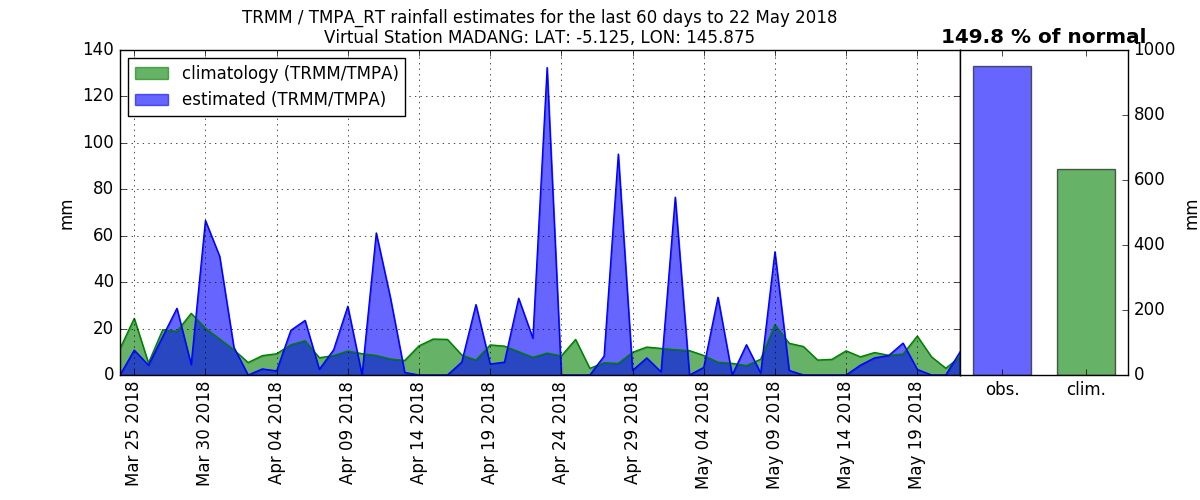 TRMM / TMPA_RT rainfall estimates for the last 60 days to 22 May 2018
Virtual Station MADANG: LAT: -5.125, LON: 145.875
149.8 % of normal
climatology (TRMM/TMPA)
estimated (TRMM/TMPA)
140
120
100
80
60
40
20
0
mm
1000
800
600
400
200
0
mm
Mar 25 2018
Mar 30 2018
Apr 04 2018
Apr 09 2018
Apr 14 2018
Apr 19 2018
Apr 24 2018
Apr 29 2018
May 04 2018
May 09 2018
May 14 2018
May 19 2018
obs.
clim.